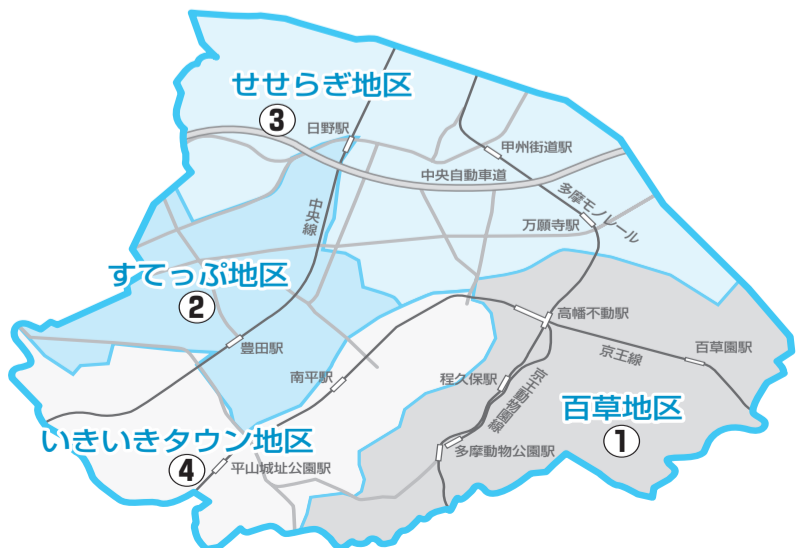 せせらぎ地区
3
日野駅
甲州街道駅
中央自動車道
多摩モノレール
中央線
万願寺駅
すてっぷ地区
2
高幡不動駅
豊田駅
百草園駅
京王線
南平駅
程久保駅
京王動物園線
百草地区
1
いきいきタウン地区
4
平山城址公園駅
多摩動物公園駅